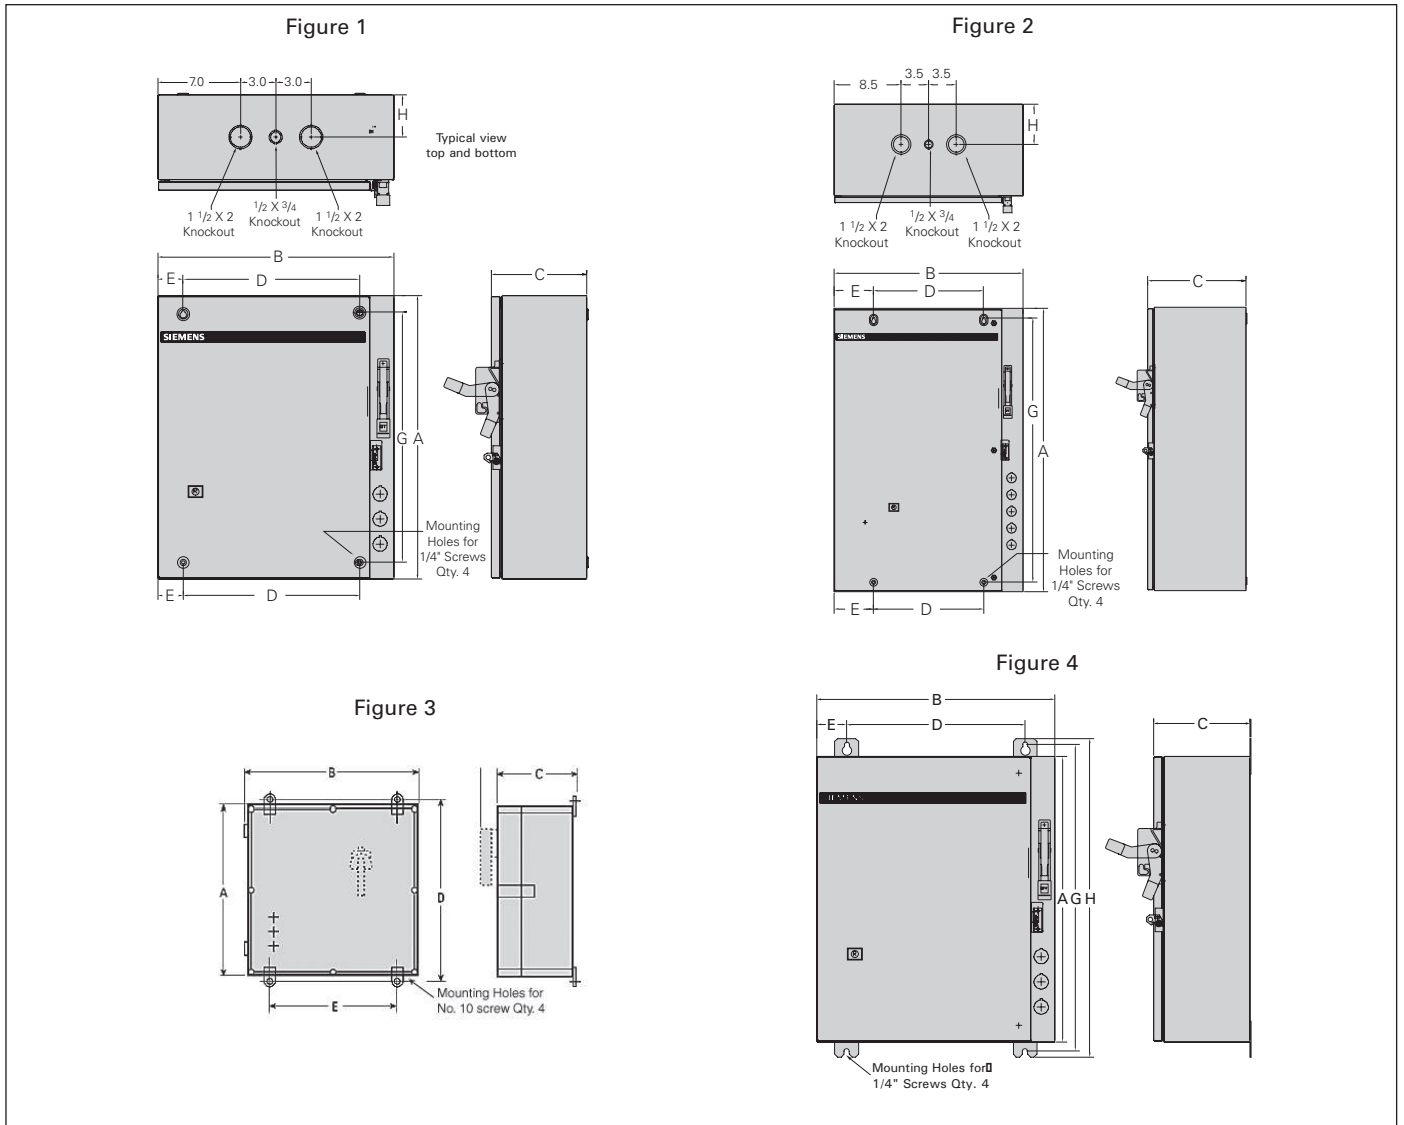 Figure 1
7.0
3.0
3.0
H
Typical view
top and bottom
1 1/2 X 2
Knockout
1/2 X 3/4
Knockout
1 1/2 X 2
Knockout
B
E
D
C
SIEMENS
G
A
Mounting
Holes for
1/4" Screws
Qty. 4
E
D
Figure 2
8.5
3.5
3.5
H
1 1/2 X 2
Knockout
1/2 X 3/4
Knockout
1 1/2 X 2
Knockout
B
E
D
C
SIEMENS
G
A
Mounting
Holes for
1/4" Screws
Qty. 4
E
D
Figure 3
B
C
A
D
E
Mounting Holes for
No. 10 screw Qty. 4
Figure 4
B
E
D
C
SIEMENS
A
G
H
Mounting Holes for
1/4" Screws Qty. 4